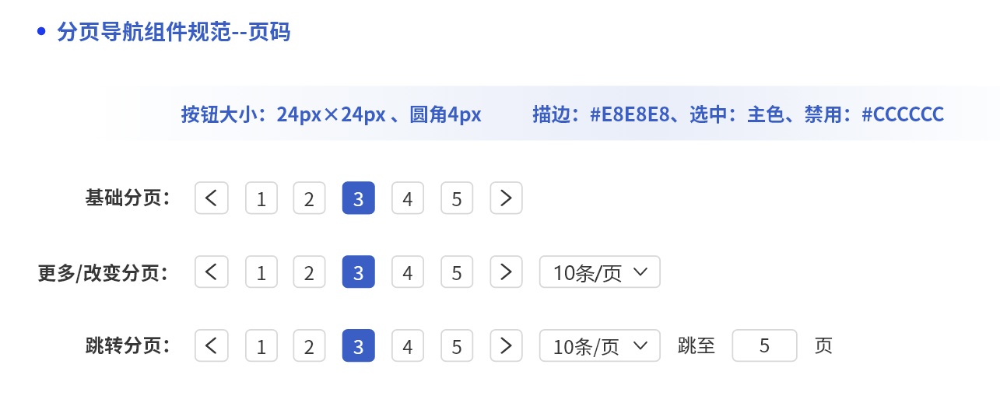 • 分页导航组件规范--页码
按钮大小：24px×24px 、圆角4px 描边：#E8E8E8、选中：主色、禁用：#CCCCCC
基础分页： < 1 2 3 4 5 >
更多/改变分页： < 1 2 3 4 5 > 10条/页
跳转分页： < 1 2 3 4 5 > 10条/页 跳至 5 页